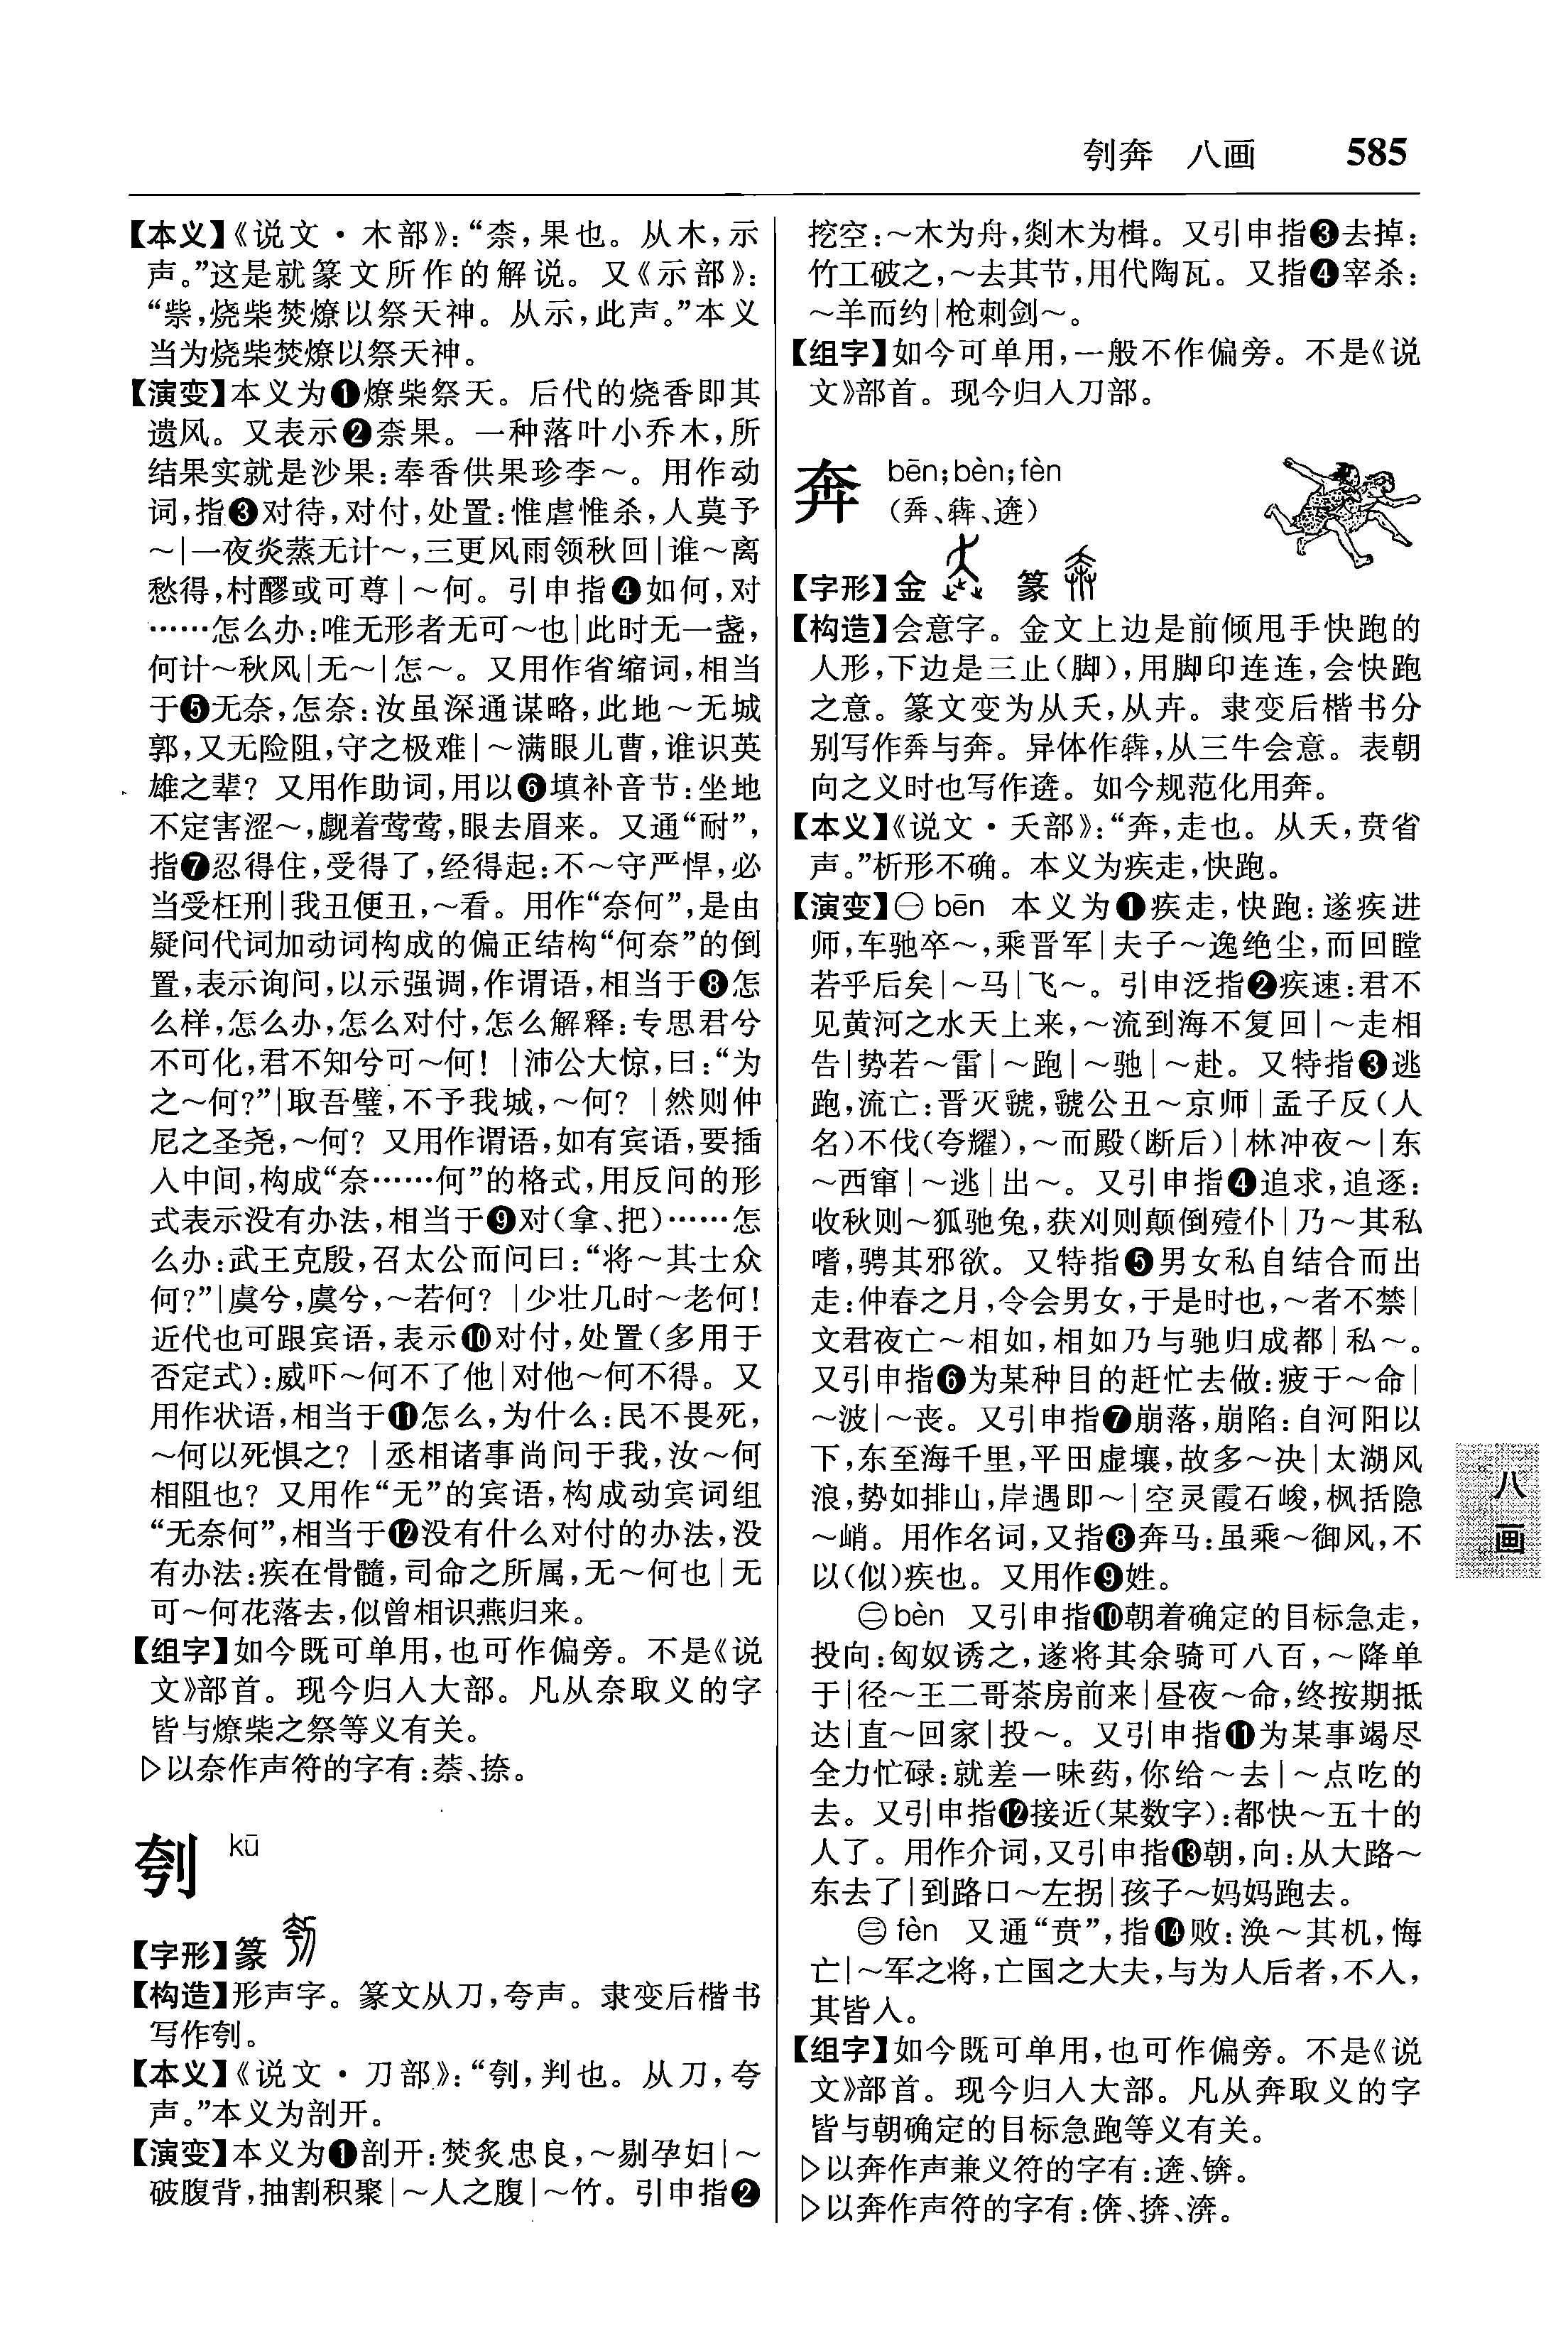 刳奔 八画 585
【本义】《说文·木部》：“柰，果也。从木，示
声。”这是就篆文所作的解说。又《示部》：
“祡，烧柴焚燎以祭天神。从示，此声。”本义
当为烧柴焚燎以祭天神。
【演变】本义为❶燎柴祭天。后代的烧香即其
遗风。又表示❷柰果。一种落叶小乔木，所
结果实就是沙果：奉香供果珍李～。用作动
词，指❸对待，对付，处置：惟虐惟杀，人莫予
～|一夜炎蒸无计～，三更风雨领秋回|谁～离
愁得，村醪或可尊|～何。引申指❹如何，对
……怎么办：唯无形者无可～也|此时无一盏，
何计～秋风|无～|怎～。又用作省缩词，相当
于❺无奈，怎奈：汝虽深通谋略，此地～无城
郭，又无险阻，守之极难|～满眼儿曹，谁识英
雄之辈？又用作助词，用以❻填补音节：坐地
不定害涩～，觑着莺莺，眼去眉来。又通“耐”，
指❼忍得住，受得了，经得起：不～守严悍，必
当受枉刑|我丑便丑，～看。用作“奈何”，是由
疑问代词加动词构成的偏正结构“何奈”的倒
置，表示询问，以示强调，作谓语，相当于❽怎
么样，怎么办，怎么对付，怎么解释：专思君兮
不可化，君不知兮可～何！|沛公大惊，曰：“为
之～何？”|取吾璧，不予我城，～何？|然则仲
尼之圣尧，～何？又用作谓语，如有宾语，要插
入中间，构成“奈……何”的格式，用反问的形
式表示没有办法，相当于❾对（拿、把）……怎
么办：武王克殷，召太公而问曰：“将～其士众
何？”|虞兮，虞兮，～若何？|少壮几时～老何！
近代也可跟宾语，表示❿对付，处置（多用于
否定式）：威吓～何不了他|对他～何不得。又
用作状语，相当于⓫怎么，为什么：民不畏死，
～何以死惧之？|丞相诸事尚问于我，汝～何
相阻也？又用作“无”的宾语，构成动宾词组
“无奈何”，相当于⓬没有什么对付的办法，没
有办法：疾在骨髓，司命之所属，无～何也|无
可～何花落去，似曾相识燕归来。
【组字】如今既可单用，也可作偏旁。不是《说
文》部首。现今归入大部。凡从奈取义的字
皆与燎柴之祭等义有关。
▷以奈作声符的字有：萘、捺。
刳 kū
【字形】篆
【构造】形声字。篆文从刀，夸声。隶变后楷书
写作刳。
【本义】《说文·刀部》：“刳，判也。从刀，夸
声。”本义为剖开。
【演变】本义为❶剖开：焚炙忠良，～剔孕妇|～
破腹背，抽割积聚|～人之腹|～竹。引申指❷
挖空：～木为舟，剡木为楫。又引申指❸去掉：
竹工破之，～去其节，用代陶瓦。又指❹宰杀：
～羊而约|枪刺剑～。
【组字】如今可单用，一般不作偏旁。不是《说
文》部首。现今归入刀部。
奔 bēn；bèn；fèn
（奔、犇、逩）
【字形】金 篆
【构造】会意字。金文上边是前倾甩手快跑的
人形，下边是三止（脚），用脚印连连，会快跑
之意。篆文变为从夭，从卉。隶变后楷书分
别写作𡘋与奔。异体作犇，从三牛会意。表朝
向之义时也写作逩。如今规范化用奔。
【本义】《说文·夭部》：“奔，走也。从夭，贲省
声。”析形不确。本义为疾走，快跑。
【演变】㊀bēn 本义为❶疾走，快跑：遂疾进
师，车驰卒～，乘晋军|夫子～逸绝尘，而回瞠
若乎后矣|～马|飞～。引申泛指❷疾速：君不
见黄河之水天上来，～流到海不复回|～走相
告|势若～雷|～跑|～驰|～赴。又特指❸逃
跑，流亡：晋灭虢，虢公丑～京师|孟子反（人
名）不伐（夸耀），～而殿（断后）|林冲夜～|东
～西窜|～逃|出～。又引申指❹追求，追逐：
收秋则～狐驰兔，获刈则颠倒殪仆|乃～其私
嗜，骋其邪欲。又特指❺男女私自结合而出
走：仲春之月，令会男女，于是时也，～者不禁|
文君夜亡～相如，相如乃与驰归成都|私～。
又引申指❻为某种目的赶忙去做：疲于～命|
～波|～丧。又引申指❼崩落，崩陷：自河阳以
下，东至海千里，平田虚壤，故多～决|太湖风
浪，势如排山，岸遇即～|空灵霞石峻，枫括隐
～峭。用作名词，又指❽奔马：虽乘～御风，不
以（似）疾也。又用作❾姓。
㊁bèn 又引申指❿朝着确定的目标急走，
投向：匈奴诱之，遂将其余骑可八百，～降单
于|径～王二哥茶房前来|昼夜～命，终按期抵
达|直～回家|投～。又引申指⓫为某事竭尽
全力忙碌：就差一味药，你给～去|～点吃的
去。又引申指⓬接近（某数字）：都快～五十的
人了。用作介词，又引申指⓭朝，向：从大路～
东去了|到路口～左拐|孩子～妈妈跑去。
㊂fèn 又通“贲”，指⓮败：涣～其机，悔
亡|～军之将，亡国之大夫，与为人后者，不入，
其皆入。
【组字】如今既可单用，也可作偏旁。不是《说
文》部首。现今归入大部。凡从奔取义的字
皆与朝确定的目标急跑等义有关。
▷以奔作声兼义符的字有：逩、锛。
▷以奔作声符的字有：倴、捹、渀。
八
画